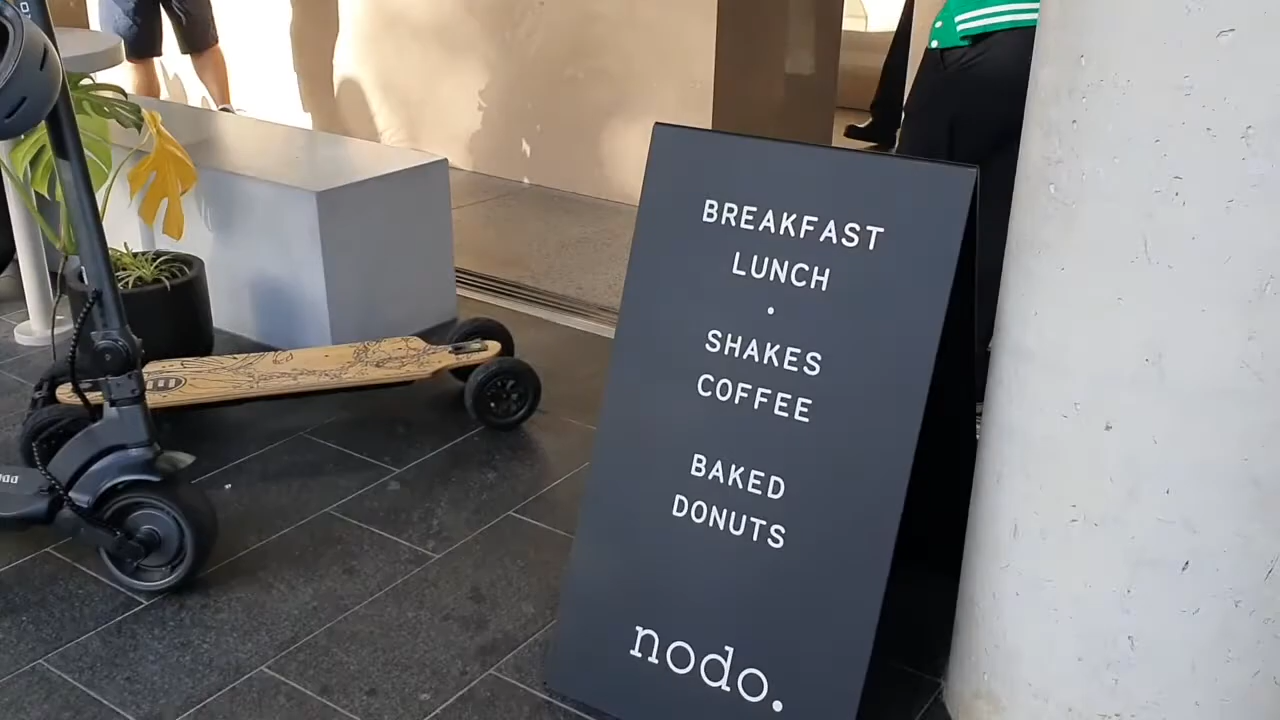 BREAKFAST
LUNCH
•
SHAKES
COFFEE
BAKED
DONUTS
nodo.